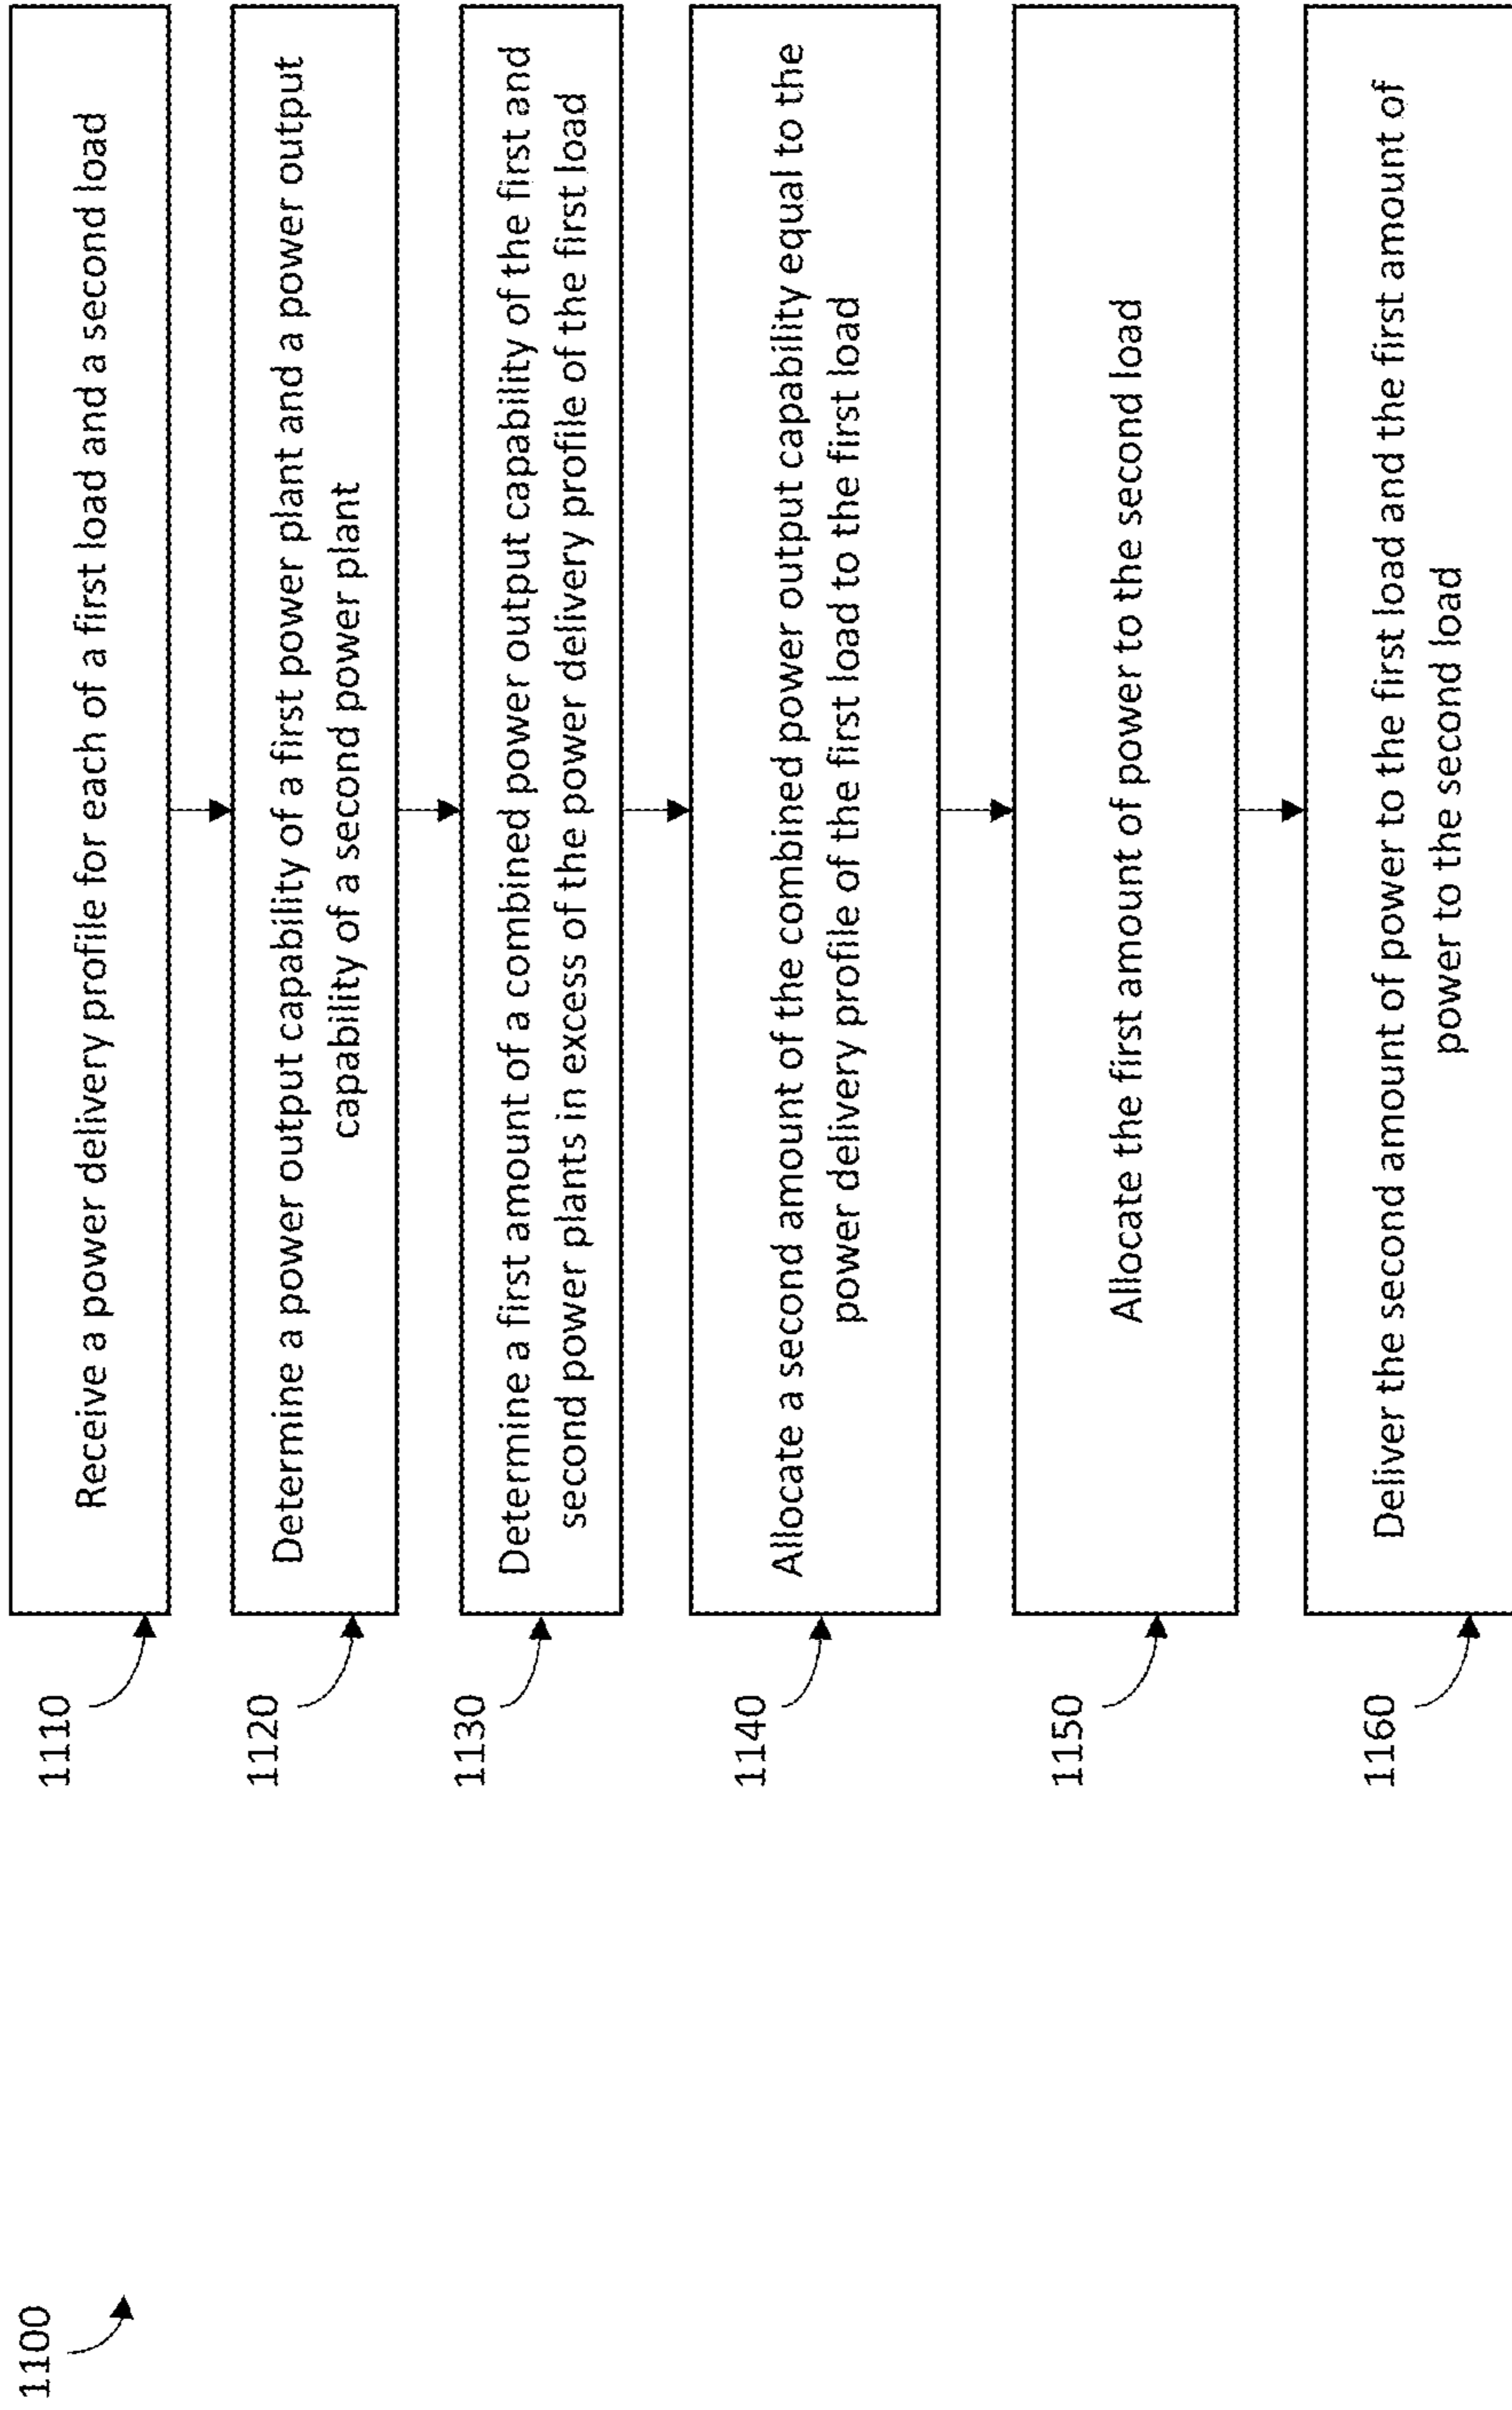 1100
1110
Receive a power delivery profile for each of a first load and a second load
1120
Determine a power output capability of a first power plant and a power output
capability of a second power plant
1130
Determine a first amount of a combined power output capability of the first and
second power plants in excess of the power delivery profile of the first load
1140
Allocate a second amount of the combined power output capability equal to the
power delivery profile of the first load to the first load
1150
Allocate the first amount of power to the second load
1160
Deliver the second amount of power to the first load and the first amount of
power to the second load